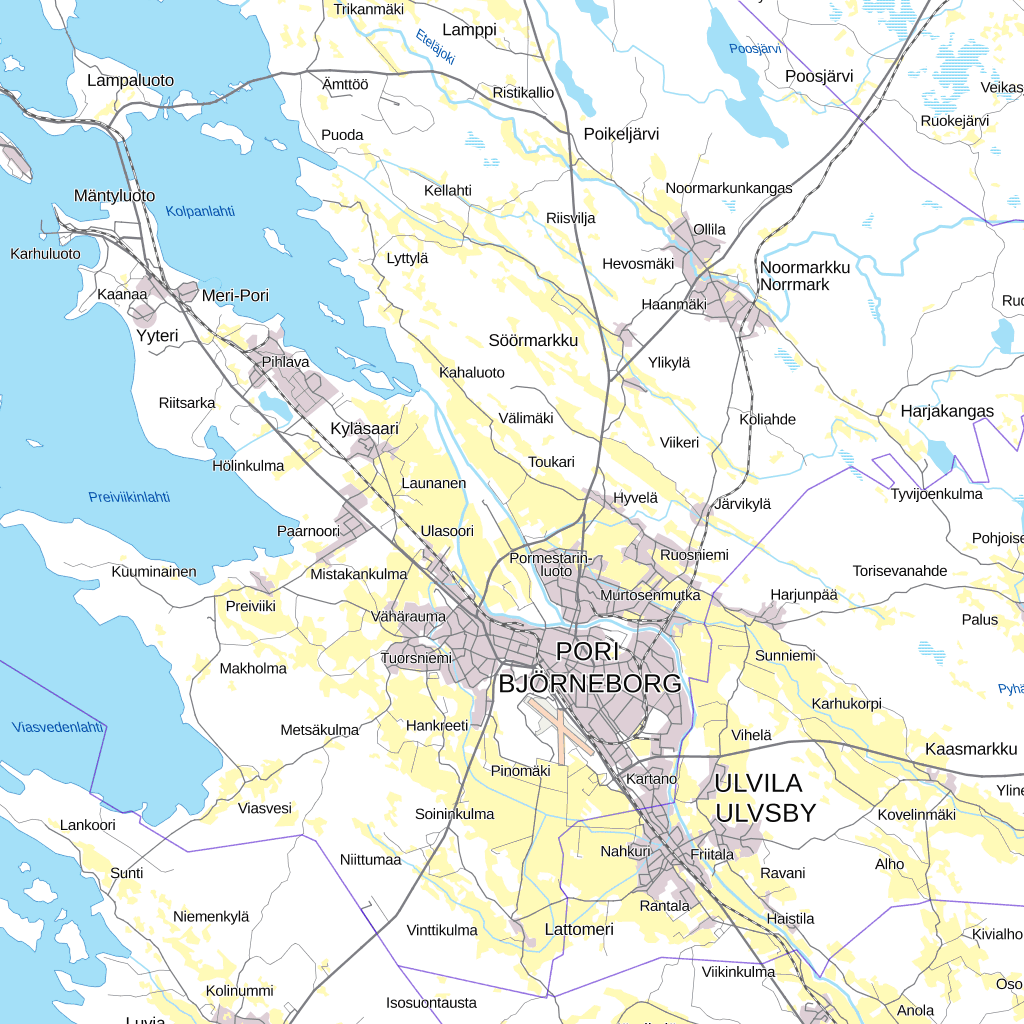 Trikanmäki
Lamppi
Eteläjoki
Poosjärvi
Poosjärvi
Lampaluoto
Ämttöö
Ristikallio
Ruokejärvi
Puoda
Poikeljärvi
Mäntyluoto
Kolpanlahti
Kellahti
Noormarkunkangas
Riisvilja
Ollila
Karhuluoto
Lyttylä
Hevosmäki
Noormarkku
Norrmark
Kaanaa
Meri-Pori
Haanmäki
Yyteri
Söörmarkku
Pihlava
Kahaluoto
Ylikylä
Riitsarka
Välimäki
Koliahde
Harjakangas
Kyläsaari
Viikeri
Hölinkulma
Toukari
Launanen
Preiviikinlahti
Hyvelä
Järvikylä
Tyvijoenkulma
Paarnoori
Ulasoori
Pohjoise
Pormestarin-
luoto
Ruosniemi
Kuuminainen
Mistakankulma
Torisevanahde
Murtosenmutka
Harjunpää
Preiviiki
Vähärauma
Palus
PORI
BJÖRNEBORG
Tuorsniemi
Sunniemi
Makholma
Karhukorpi
Viasvedenlahti
Metsäkulma
Hankreeti
Vihelä
Kaasmarkku
Pinomäki
Kartano
ULVILA
ULVSBY
Viasvesi
Soininkulma
Kovelinmäki
Lankoori
Niittumaa
Nahkuri
Friitala
Alho
Sunti
Ravani
Rantala
Niemenkylä
Haistila
Vinttikulma
Lattomeri
Kivialho
Viikinkulma
Kolinummi
Isosuontausta
Anola
Luvia